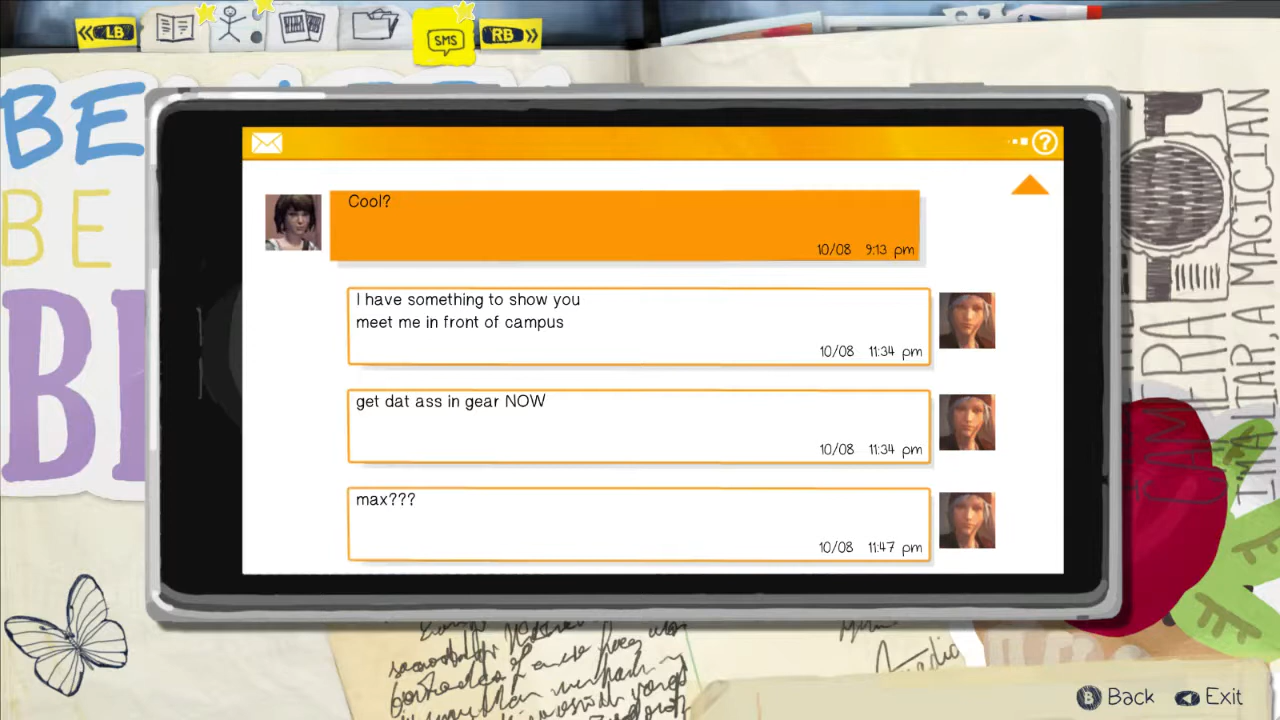 LB
SMS
RB
BE
BE
Cool?
10/08 9:13 pm
I have something to show you
meet me in front of campus
10/08 11:34 pm
get dat ass in gear NOW
10/08 11:34 pm
max???
10/08 11:47 pm
CAMERA
LIAR, A MAGICIAN
B Back
Exit